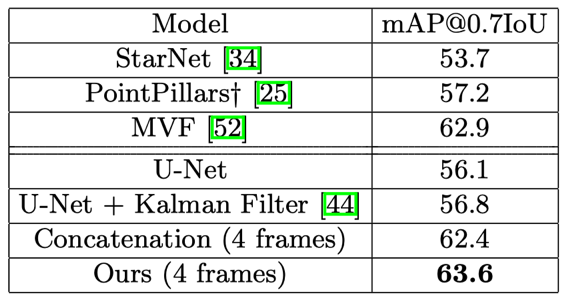 Model mAP@0.7IoU
StarNet [34] 53.7
PointPillars† [25] 57.2
MVF [52] 62.9
U-Net 56.1
U-Net + Kalman Filter [44] 56.8
Concatenation (4 frames) 62.4
Ours (4 frames) 63.6